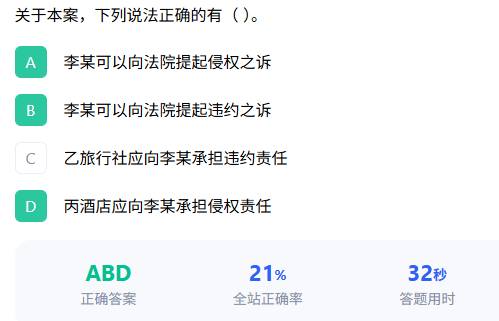 关于本案，下列说法正确的有（ )。
A 李某可以向法院提起侵权之诉
B 李某可以向法院提起违约之诉
C 乙旅行社应向李某承担违约责任
D 丙酒店应向李某承担侵权责任
ABD 21% 32秒
正确答案 全站正确率 答题用时